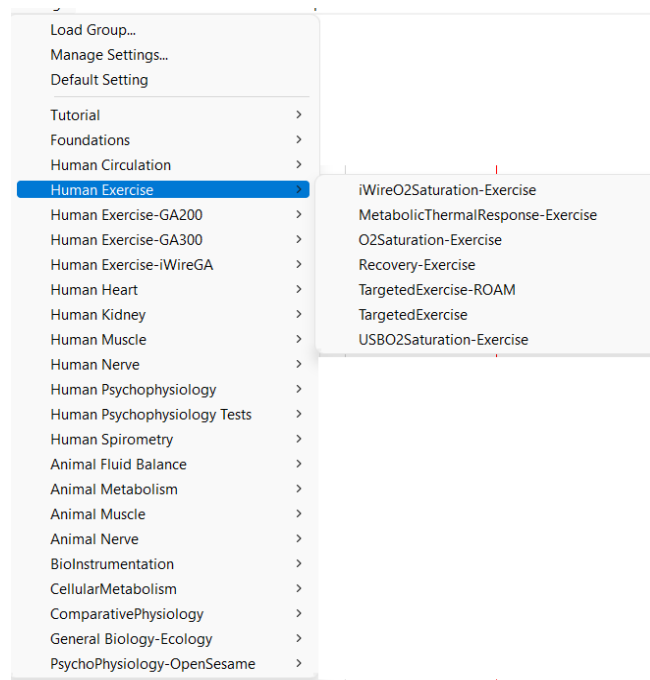 Load Group...
Manage Settings...
Default Setting
Tutorial
Foundations
Human Circulation
Human Exercise
Human Exercise-GA200
Human Exercise-GA300
Human Exercise-iWireGA
Human Heart
Human Kidney
Human Muscle
Human Nerve
Human Psychophysiology
Human Psychophysiology Tests
Human Spirometry
Animal Fluid Balance
Animal Metabolism
Animal Muscle
Animal Nerve
BioInstrumentation
CellularMetabolism
ComparativePhysiology
General Biology-Ecology
PsychoPhysiology-OpenSesame
iWireO2Saturation-Exercise
MetabolicThermalResponse-Exercise
O2Saturation-Exercise
Recovery-Exercise
TargetedExercise-ROAM
TargetedExercise
USBO2Saturation-Exercise